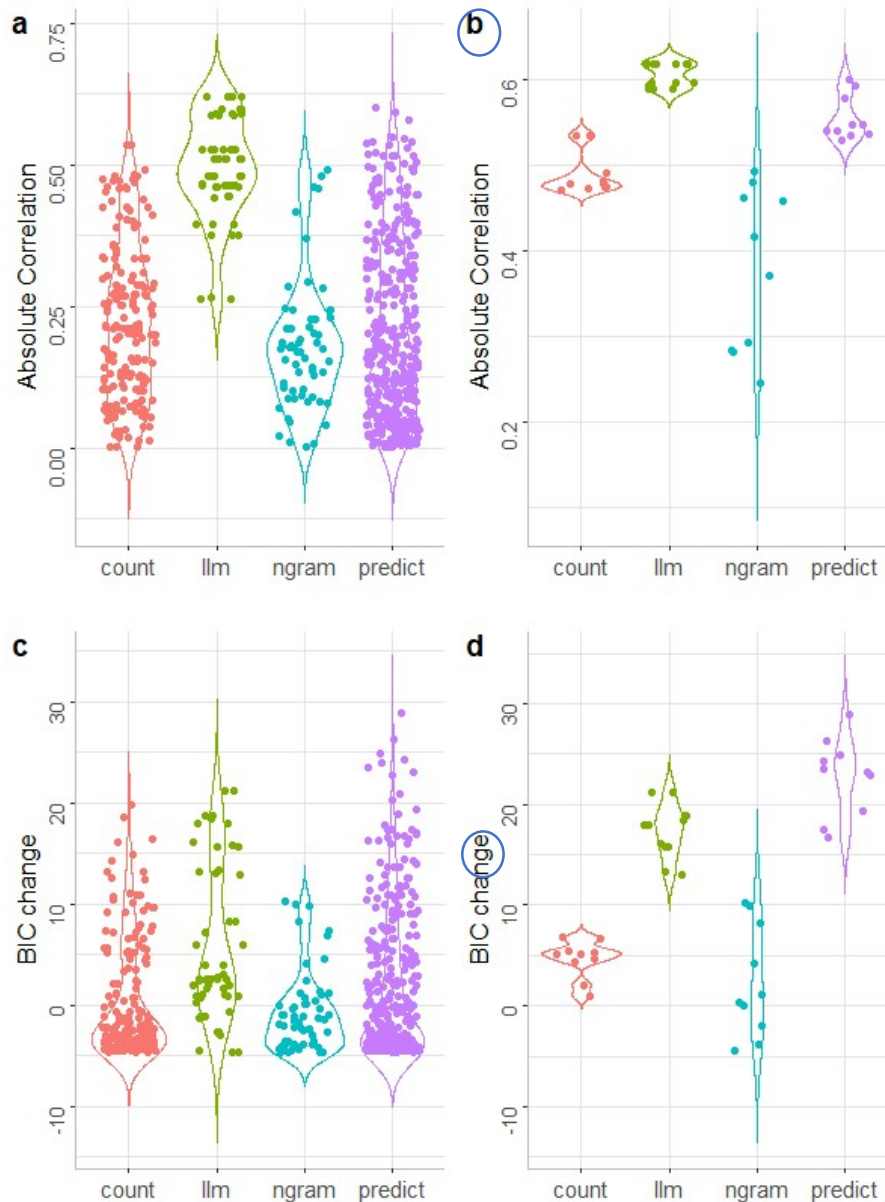 a
Absolute Correlation
0.75
0.50
0.25
0.00
count llm ngram predict
b
Absolute Correlation
0.6
0.4
0.2
count llm ngram predict
c
BIC change
30
20
10
0
-10
count llm ngram predict
d
BIC change
30
20
10
0
-10
count llm ngram predict